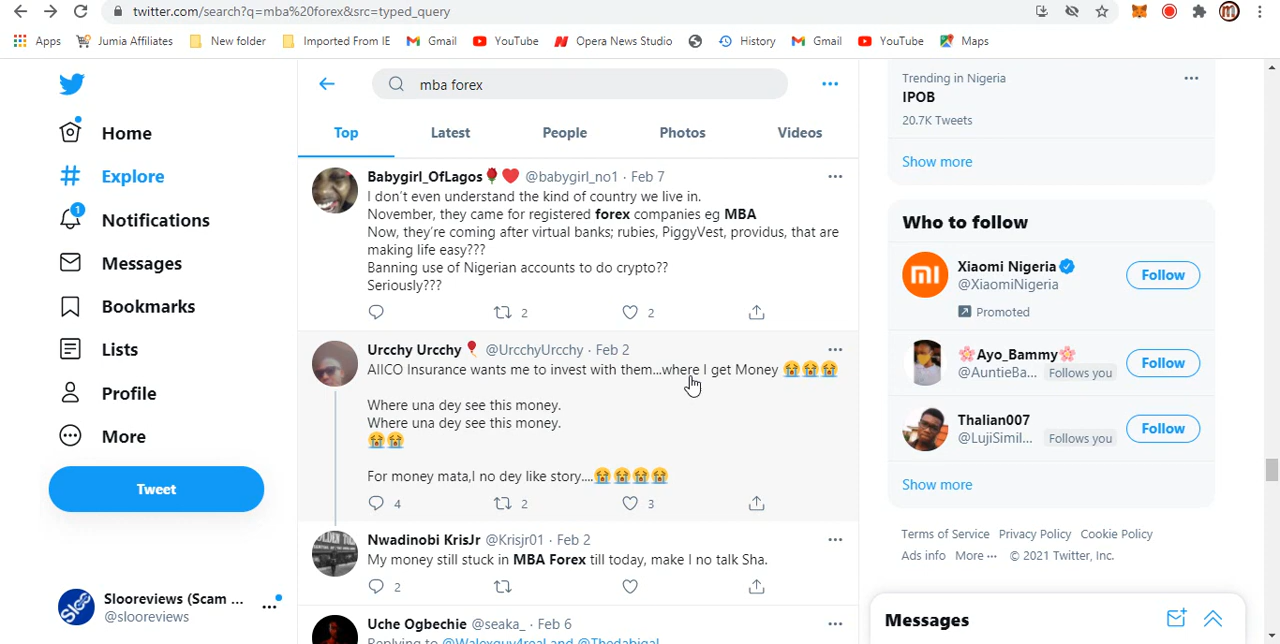 twitter.com/search?q=mba%20forex&src=typed_query
Apps Jumia Affiliates New folder Imported From IE Gmail YouTube Opera News Studio History Gmail YouTube Maps
Home
Explore
1
Notifications
Messages
Bookmarks
Lists
Profile
More
Tweet
Slooreviews (Scam ...
@slooreviews
mba forex
Top Latest People Photos Videos
Babygirl_OfLagos🌹❤️ @babygirl_no1 · Feb 7
I don't even understand the kind of country we live in.
November, they came for registered forex companies eg MBA
Now, they're coming after virtual banks; rubies, PiggyVest, providus, that are
making life easy???
Banning use of Nigerian accounts to do crypto??
Seriously???
2 2
Urcchy Urcchy🎈 @UrcchyUrcchy · Feb 2
AIICO Insurnce wants me to invest with them...where I get Money 😭😭😭
Where una dey see this money.
Where una dey see this money.
😭😭
For money mata,I no dey like story....😭😭😭😭
4 2 3
Nwadinobi KrisJr @Krisjr01 · Feb 2
My money still stuck in MBA Forex till today, make I no talk Sha.
2
Uche Ogbechie @seaka_ · Feb 6
Replying to @Walexguy4real and @Thedabigal
Trending in Nigeria
IPOB
20.7K Tweets
Show more
Who to follow
Xiaomi Nigeria
@XiaomiNigeria
Promoted
Follow
🌸Ayo_Bammy🌸
@AuntieBa... Follows you
Follow
Thalian007
@LujiSimil... Follows you
Follow
Show more
Terms of Service Privacy Policy Cookie Policy
Ads info More ··· © 2021 Twitter, Inc.
Messages